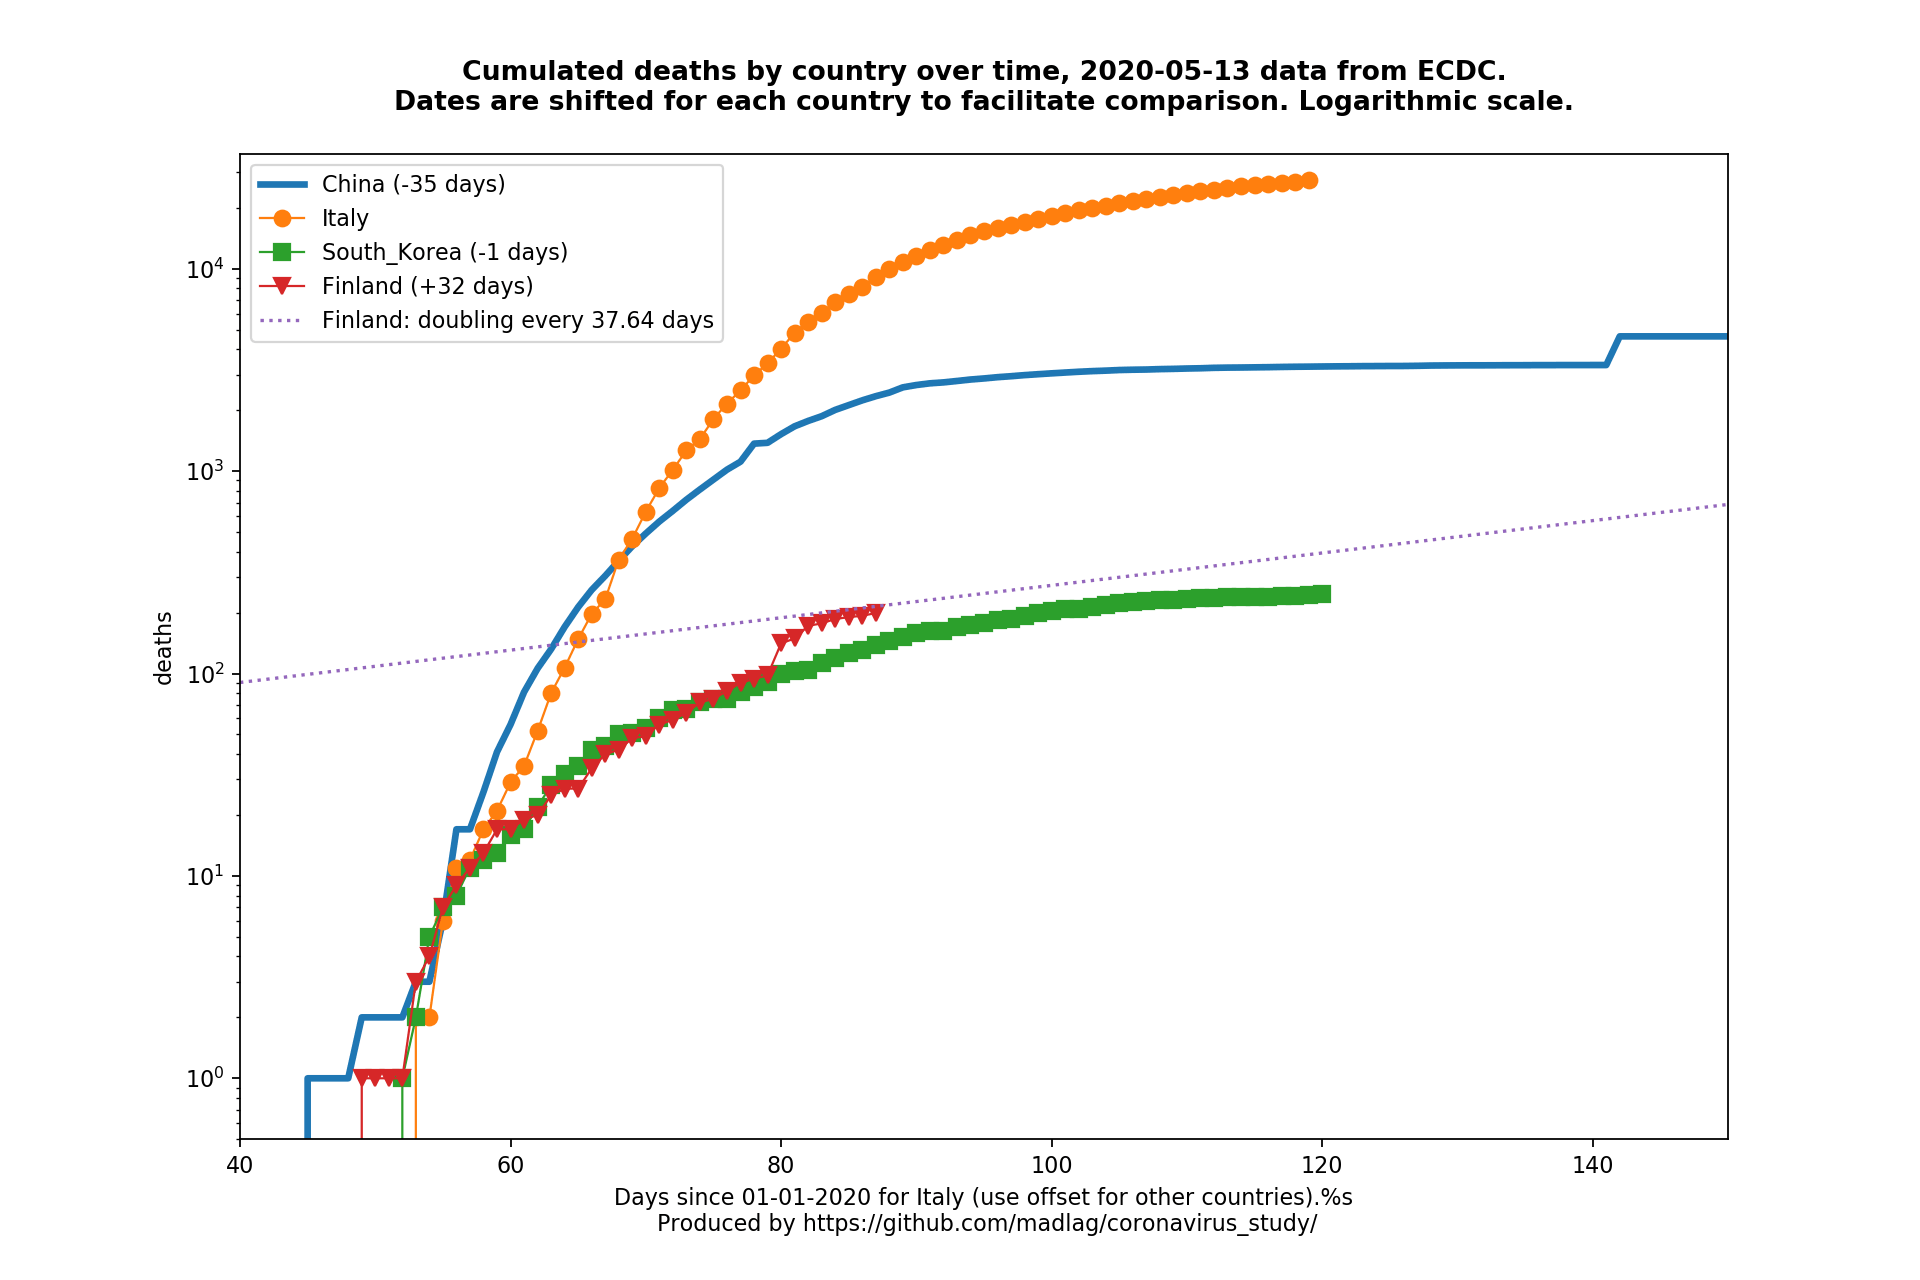 Cumulated deaths by country over time, 2020-05-13 data from ECDC.
Dates are shifted for each country to facilitate comparison. Logarithmic scale.
China (-35 days)
Italy
South_Korea (-1 days)
Finland (+32 days)
Finland: doubling every 37.64 days
deaths
10⁴
10³
10²
10¹
10⁰
40 60 80 100 120 140
Days since 01-01-2020 for Italy (use offset for other countries).%s
Produced by https://github.com/madlag/coronavirus_study/